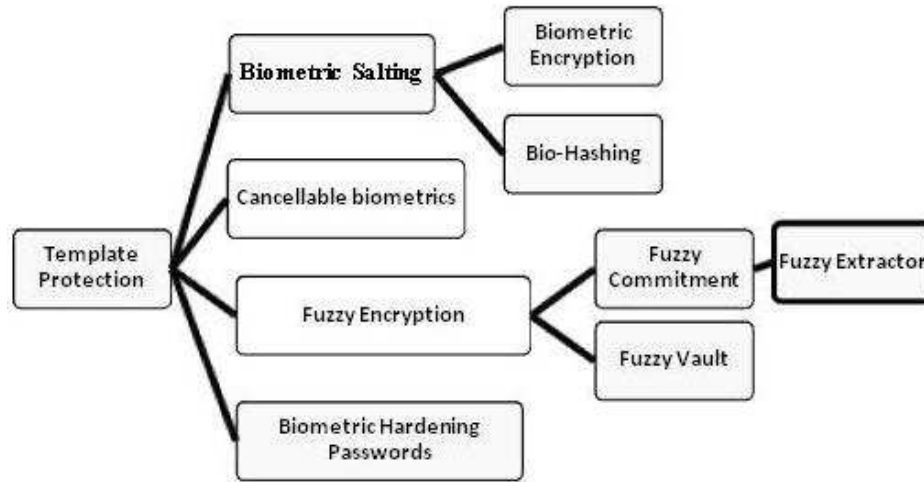 Biometric Salting
Biometric
Encryption
Bio-Hashing
Cancellable biometrics
Template
Protection
Fuzzy Encryption
Fuzzy
Commitment
Fuzzy Extractor
Fuzzy Vault
Biometric Hardening
Passwords